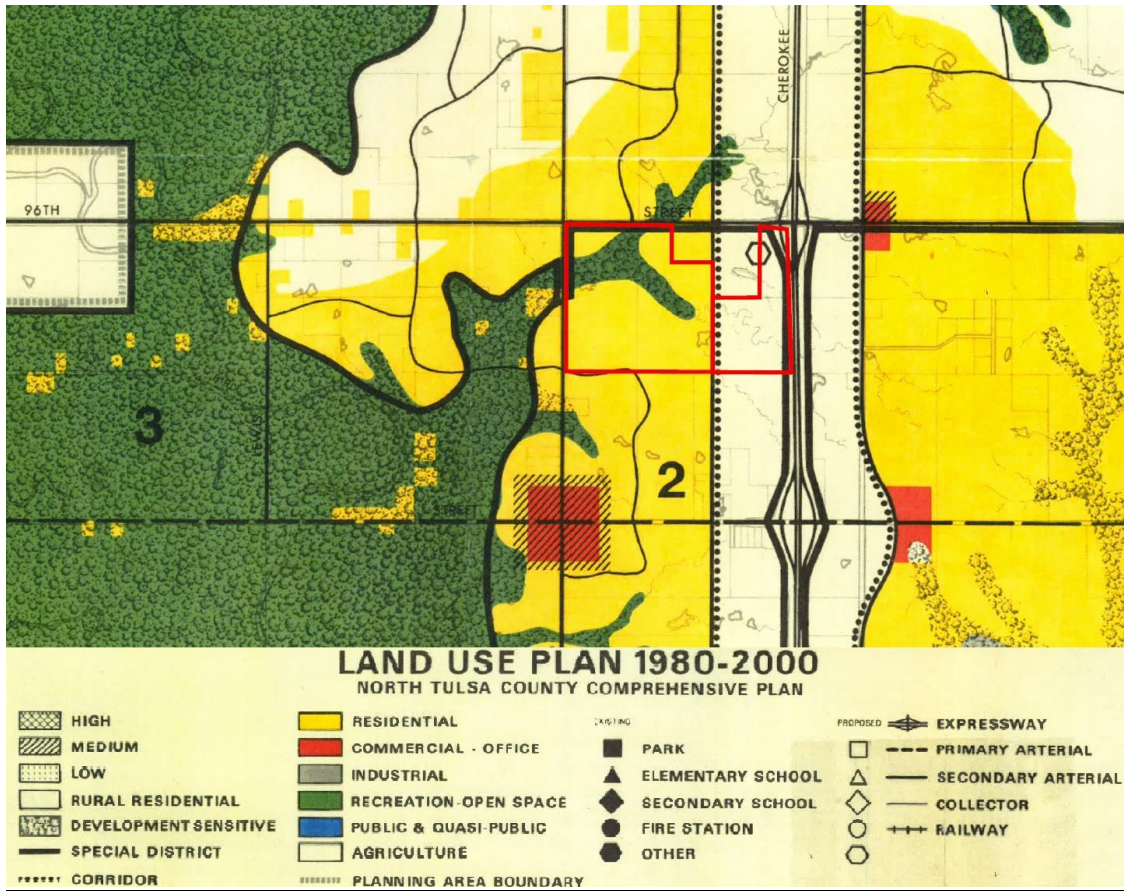 CHEROKEE
96TH
STREET
3
2
STREET
LAND USE PLAN 1980-2000
NORTH TULSA COUNTY COMPREHENSIVE PLAN
HIGH
MEDIUM
LOW
RURAL RESIDENTIAL
DEVELOPMENT SENSITIVE
SPECIAL DISTRICT
CORRIDOR
RESIDENTIAL
COMMERCIAL - OFFICE
INDUSTRIAL
RECREATION-OPEN SPACE
PUBLIC & QUASI-PUBLIC
AGRICULTURE
PLANNING AREA BOUNDARY
EXISTING
PARK
ELEMENTARY SCHOOL
SECONDARY SCHOOL
FIRE STATION
OTHER
PROPOSED
EXPRESSWAY
PRIMARY ARTERIAL
SECONDARY ARTERIAL
COLLECTOR
RAILWAY